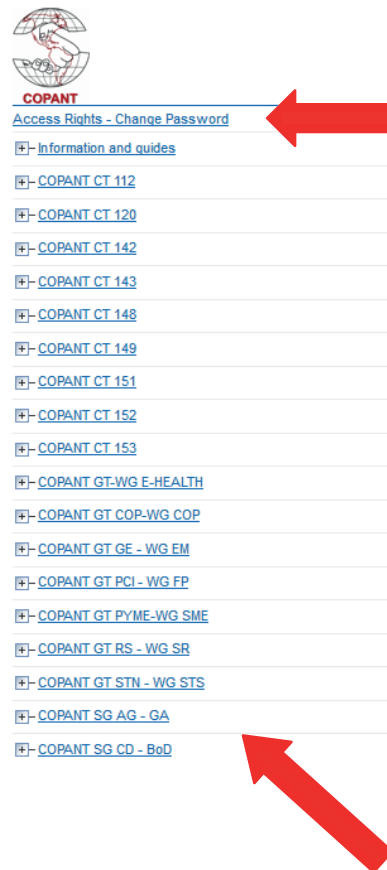 COPANT
Access Rights - Change Password
Information and guides
COPANT CT 112
COPANT CT 120
COPANT CT 142
COPANT CT 143
COPANT CT 148
COPANT CT 149
COPANT CT 151
COPANT CT 152
COPANT CT 153
COPANT GT-WG E-HEALTH
COPANT GT COP-WG COP
COPANT GT GE - WG EM
COPANT GT PCI - WG FP
COPANT GT PYME-WG SME
COPANT GT RS - WG SR
COPANT GT STN - WG STS
COPANT SG AG - GA
COPANT SG CD - BoD